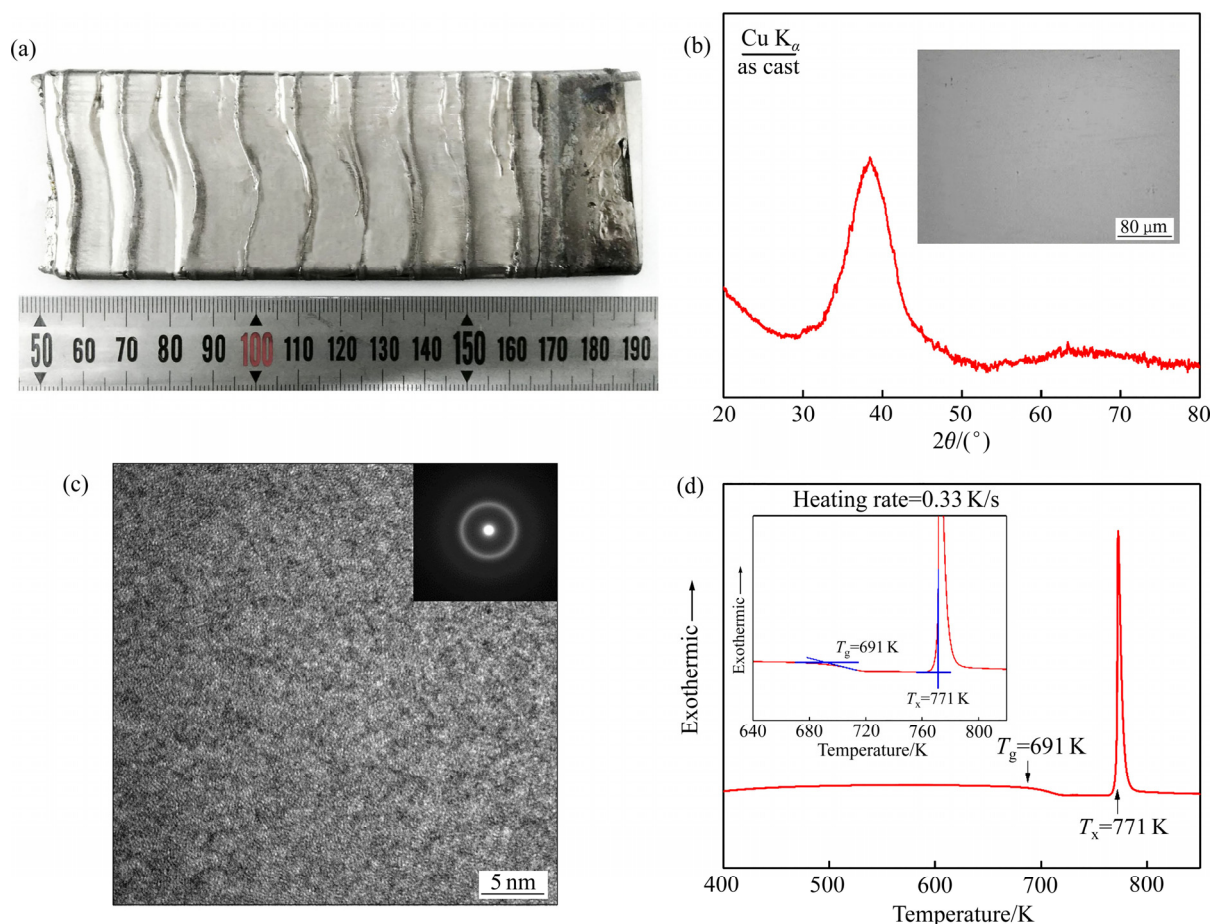 (a)
50 60 70 80 90 100 110 120 130 140 150 160 170 180 190
(b)
Cu Kα
as cast
80 μm
20 30 40 50 60 70 80
2θ/(°)
(c)
5 nm
(d)
Heating rate=0.33 K/s
Exothermic
Tg=691 K
Tx=771 K
640 680 720 760 800
Temperature/K
Exothermic
Tg=691 K
Tx=771 K
400 500 600 700 800
Temperature/K